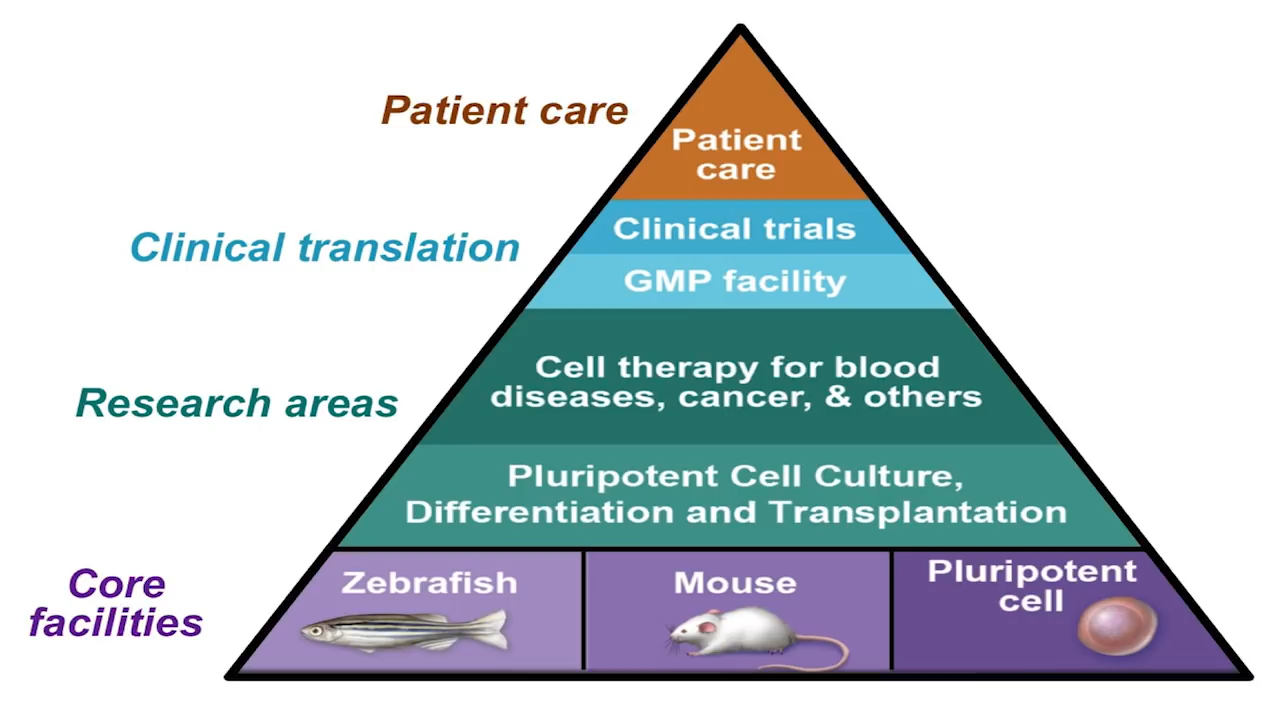 Patient care
Patient
care
Clinical trials
Clinical translation
GMP facility
Cell therapy for blood
diseases, cancer, & others
Research areas
Pluripotent Cell Culture,
Differentiation and Transplantation
Core
facilities
Zebrafish
Mouse
Pluripotent
cell